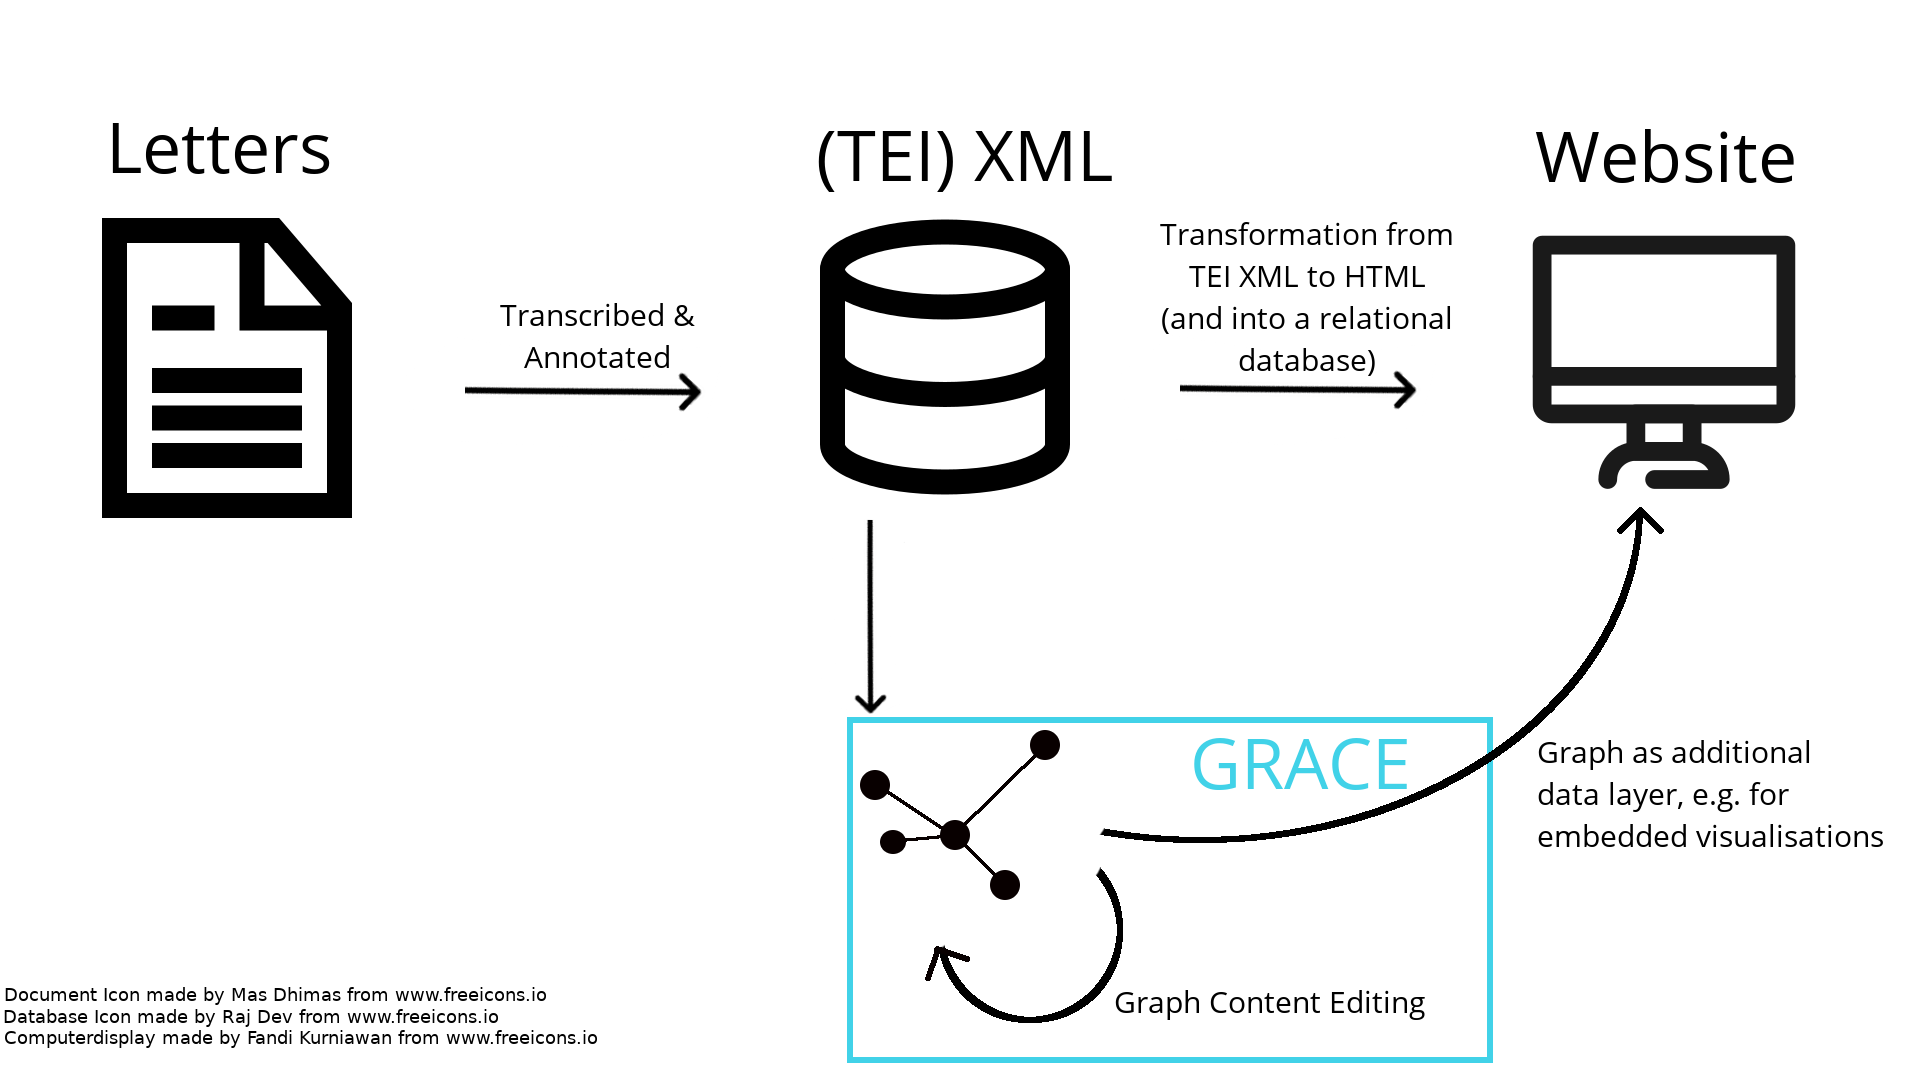 Letters
(TEI) XML
Website
Transcribed &
Annotated
Transformation from
TEI XML to HTML
(and into a relational
database)
GRACE
Graph as additional
data layer, e.g. for
embedded visualisations
Graph Content Editing
Document Icon made by Mas Dhimas from www.freeicons.io
Database Icon made by Raj Dev from www.freeicons.io
Computerdisplay made by Fandi Kurniawan from www.freeicons.io